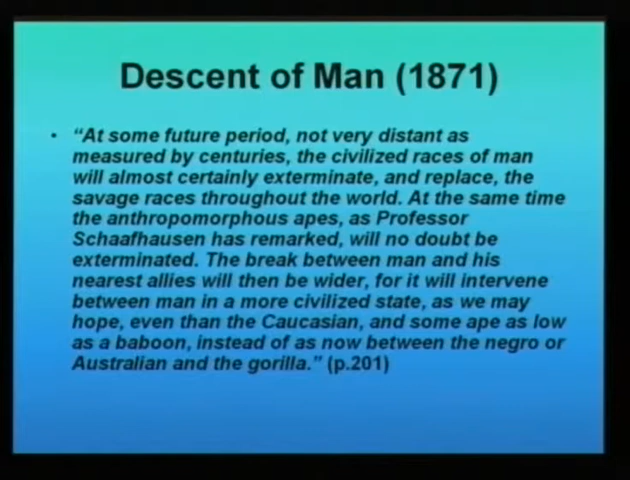 Descent of Man (1871)
• “At some future period, not very distant as
measured by centuries, the civilized races of man
will almost certainly exterminate, and replace, the
savage races throughout the world. At the same time
the anthropomorphous apes, as Professor
Schaafhausen has remarked, will no doubt be
exterminated. The break between man and his
nearest allies will then be wider, for it will intervene
between man in a more civilized state, as we may
hope, even than the Caucasian, and some ape as low
as a baboon, instead of as now between the negro or
Australian and the gorilla.” (p.201)